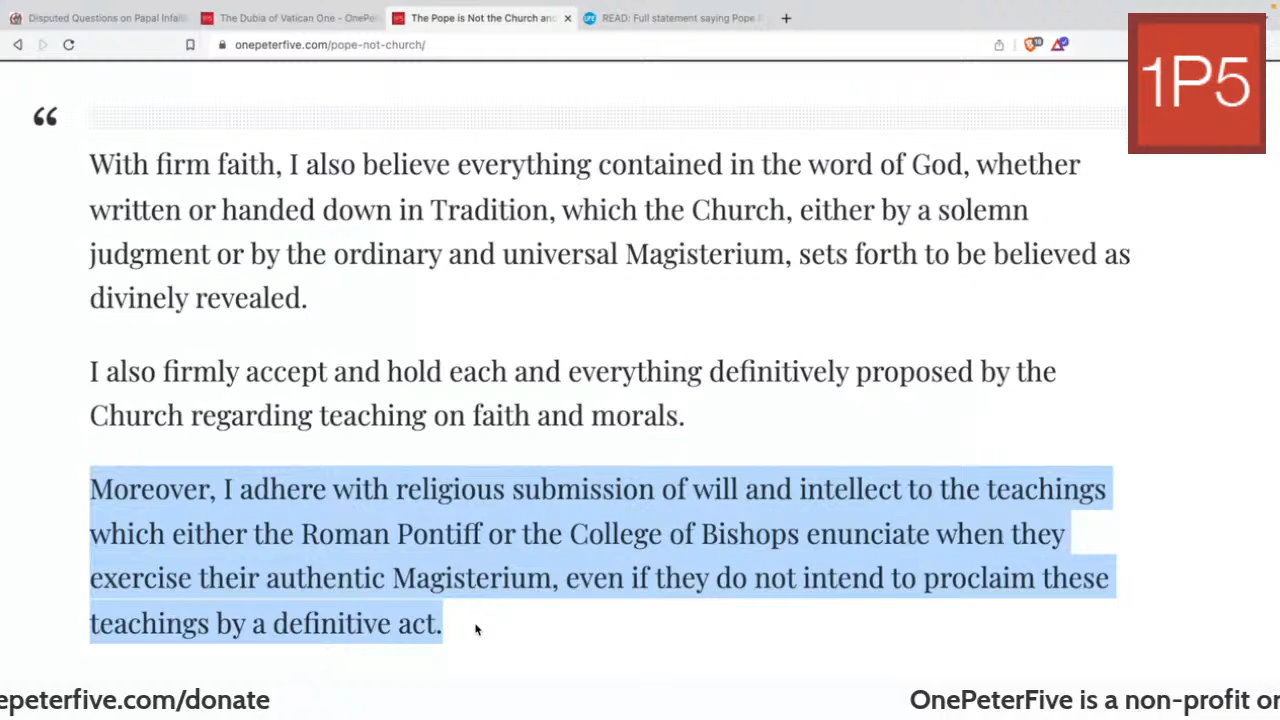 Disputed Questions on Papal Infalli
The Dubia of Vatican One - OnePe
The Pope is Not the Church and
READ: Full statement saying Pope F
onepeterfive.com/pope-not-church/
1P5
“
With firm faith, I also believe everything contained in the word of God, whether
written or handed down in Tradition, which the Church, either by a solemn
judgment or by the ordinary and universal Magisterium, sets forth to be believed as
divinely revealed.
I also firmly accept and hold each and everything definitively proposed by the
Church regarding teaching on faith and morals.
Moreover, I adhere with religious submission of will and intellect to the teachings
which either the Roman Pontiff or the College of Bishops enunciate when they
exercise their authentic Magisterium, even if they do not intend to proclaim these
teachings by a definitive act.
epeterfive.com/donate
OnePeterFive is a non-profit or